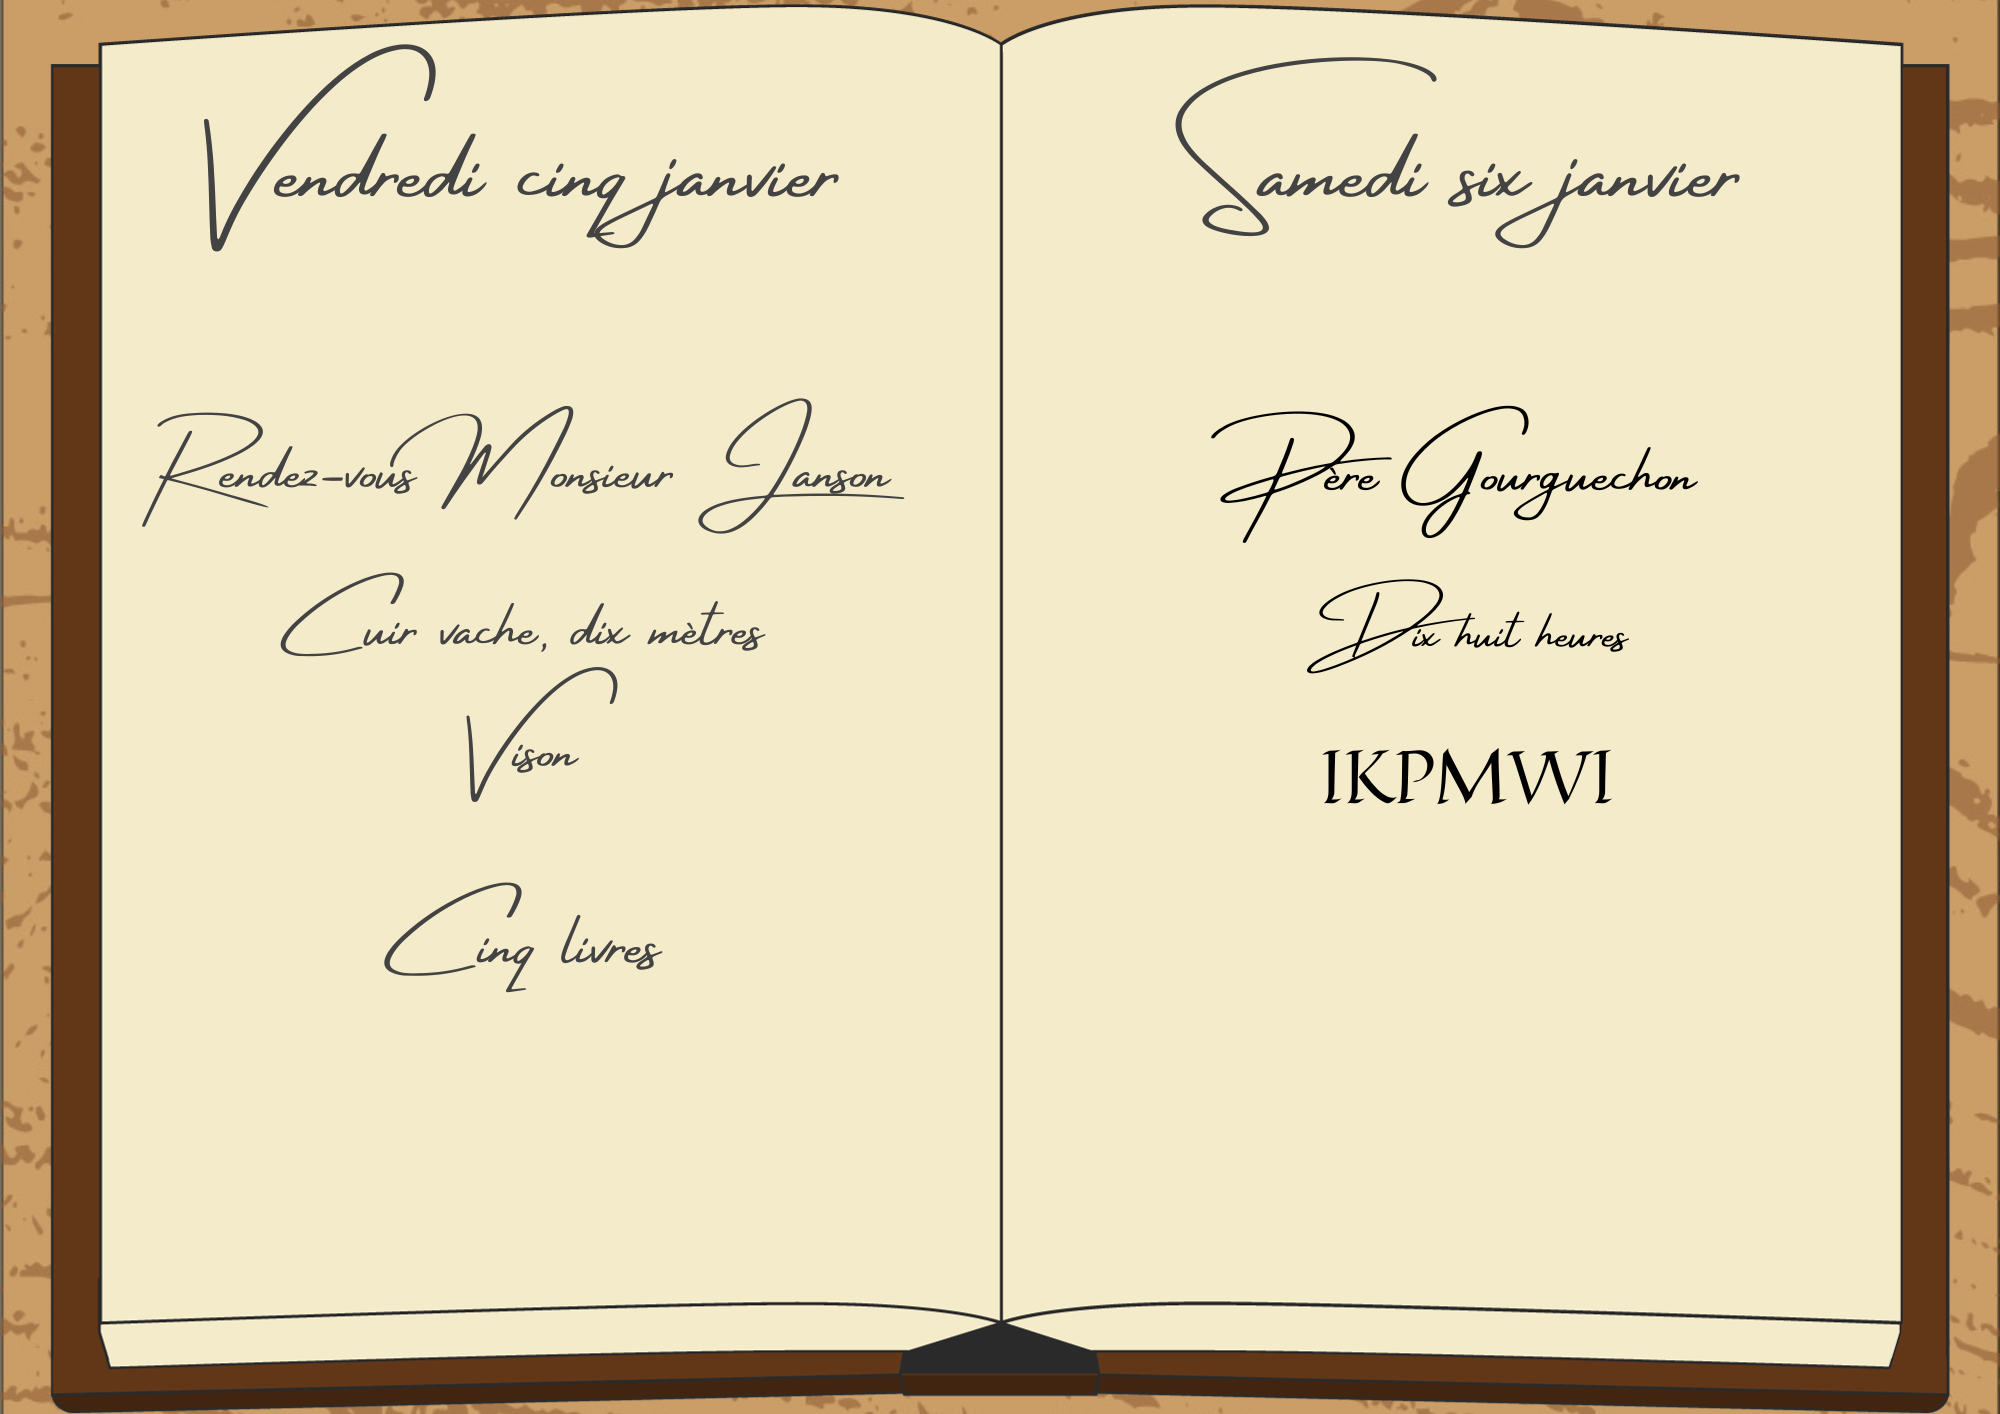 Vendredi cinq janvier
Rendez-vous Monsieur Janson
Cuir vache, dix mètres
Vison
Cinq livres
Samedi six janvier
Père Gourguechon
Dix huit heures
IKPMWI